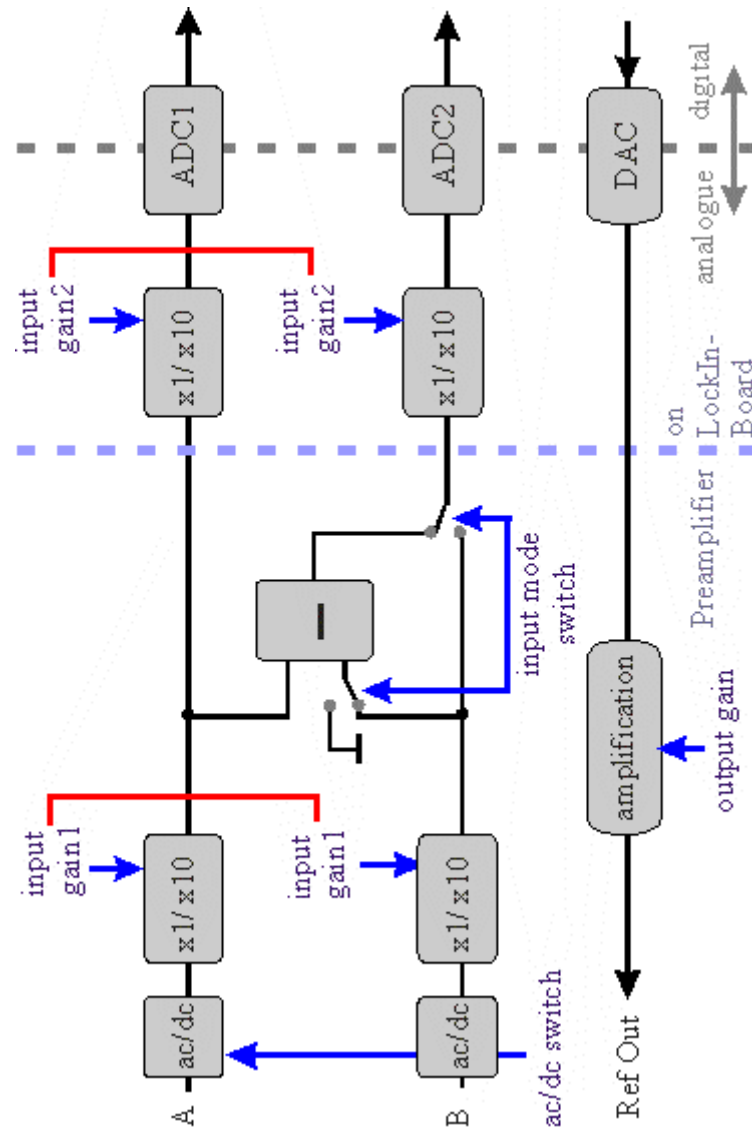 A
ac/dc
x1/x10
input
gain1
x1/x10
input
gain2
ADC1
input
gain1
input
gain2
B
ac/dc
x1/x10
x1/x10
ADC2
ac/dc switch
input mode
switch
Ref Out
amplification
DAC
output gain
Preamplifier
on
LockIn-
Board
analogue
digital